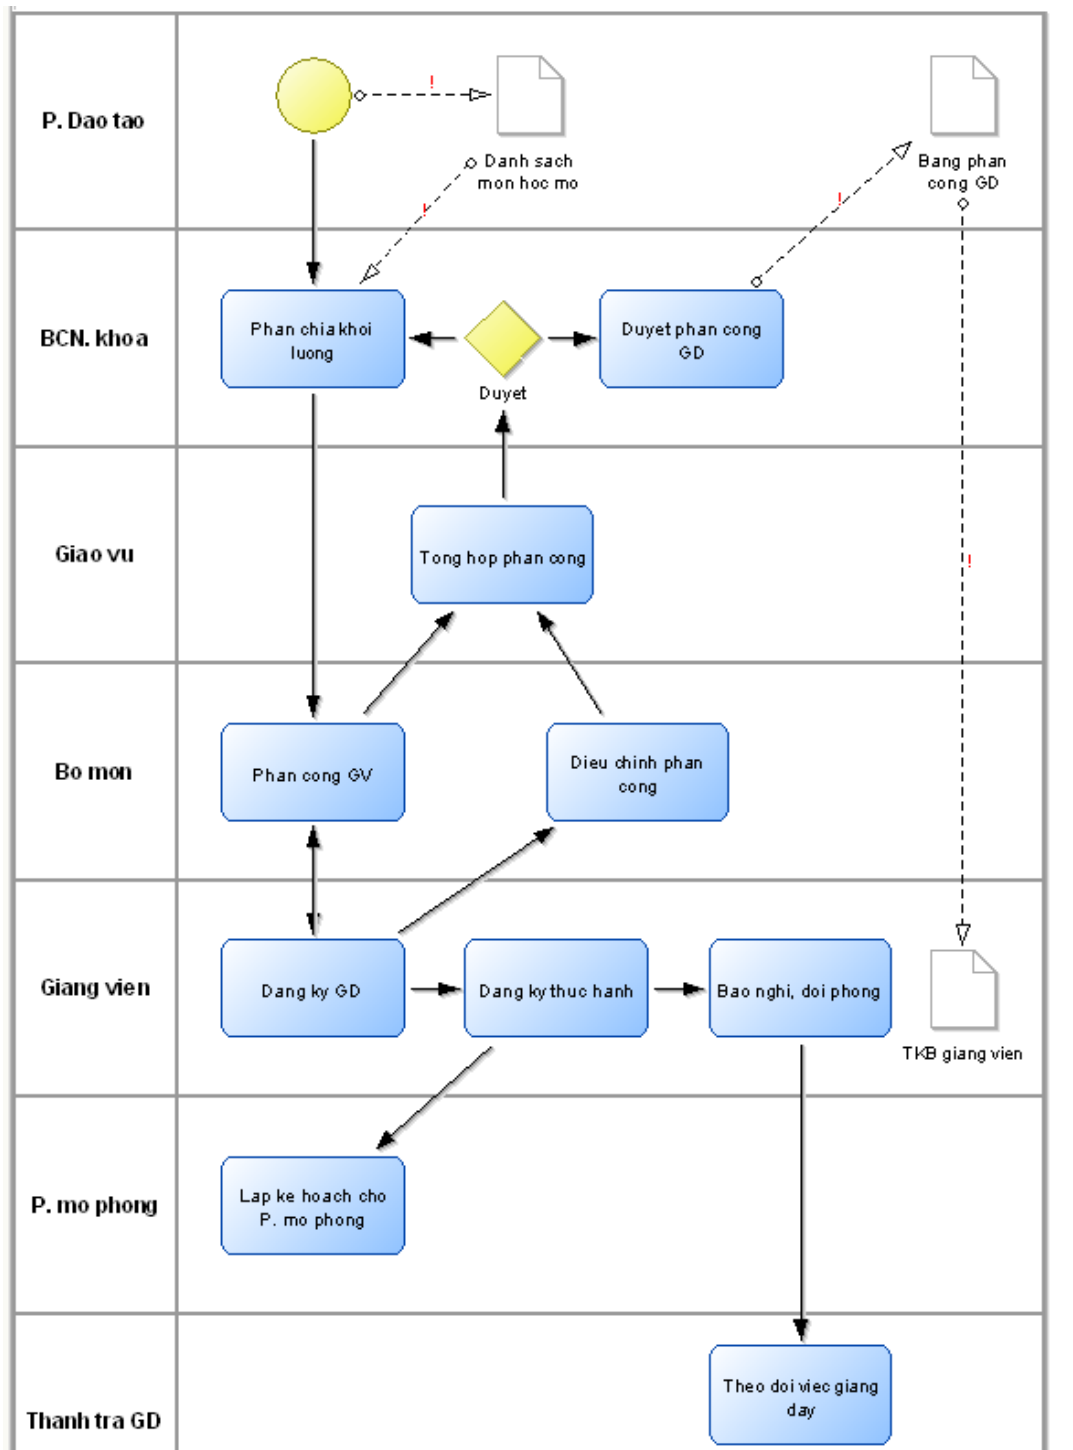 P. Dao tao
Danh sach
mon hoc mo
Bang phan
cong GD
!
!
!
BCN. khoa
Phan chia khoi
luong
Duyet
Duyet phan cong
GD
Giao vu
Tong hop phan cong
!
Bo mon
Phan cong GV
Dieu chinh phan
cong
Giang vien
Dang ky GD
Dang ky thuc hanh
Bao nghi, doi phong
TKB giang vien
P. mo phong
Lap ke hoach cho
P. mo phong
Thanh tra GD
Theo doi viec giang
day